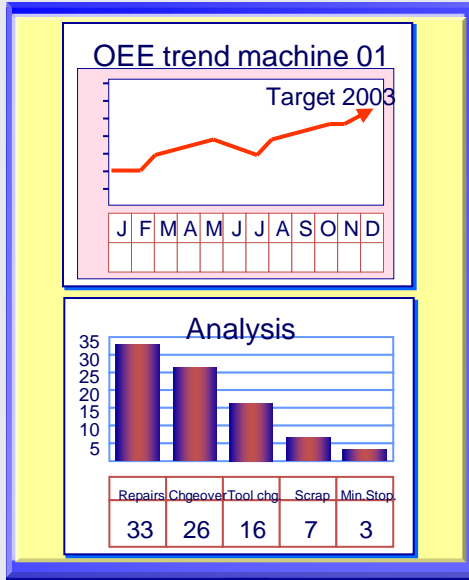 OEE trend machine 01
Target 2003
J F M A M J J A S O N D
Analysis
35
30
25
20
15
10
5
Repairs Chgeover Tool chg. Scrap Min.Stop.
33 26 16 7 3